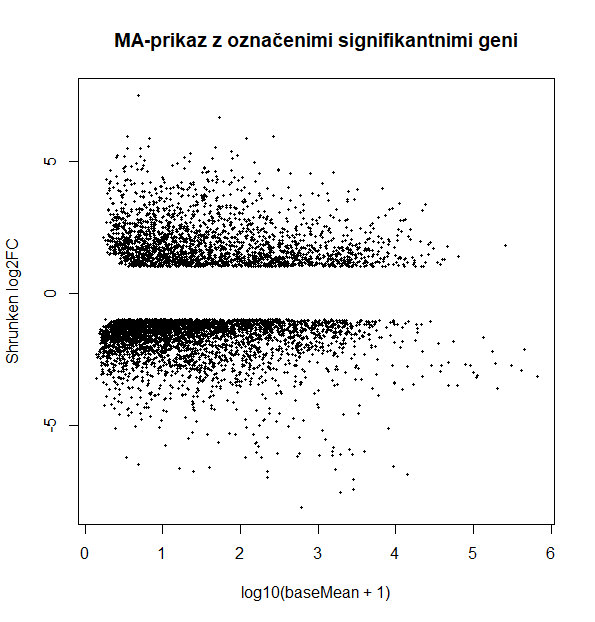 MA-prikaz z označenimi signifikantnimi geni
Shrunken log2FC
5
0
-5
0 1 2 3 4 5 6
log10(baseMean + 1)